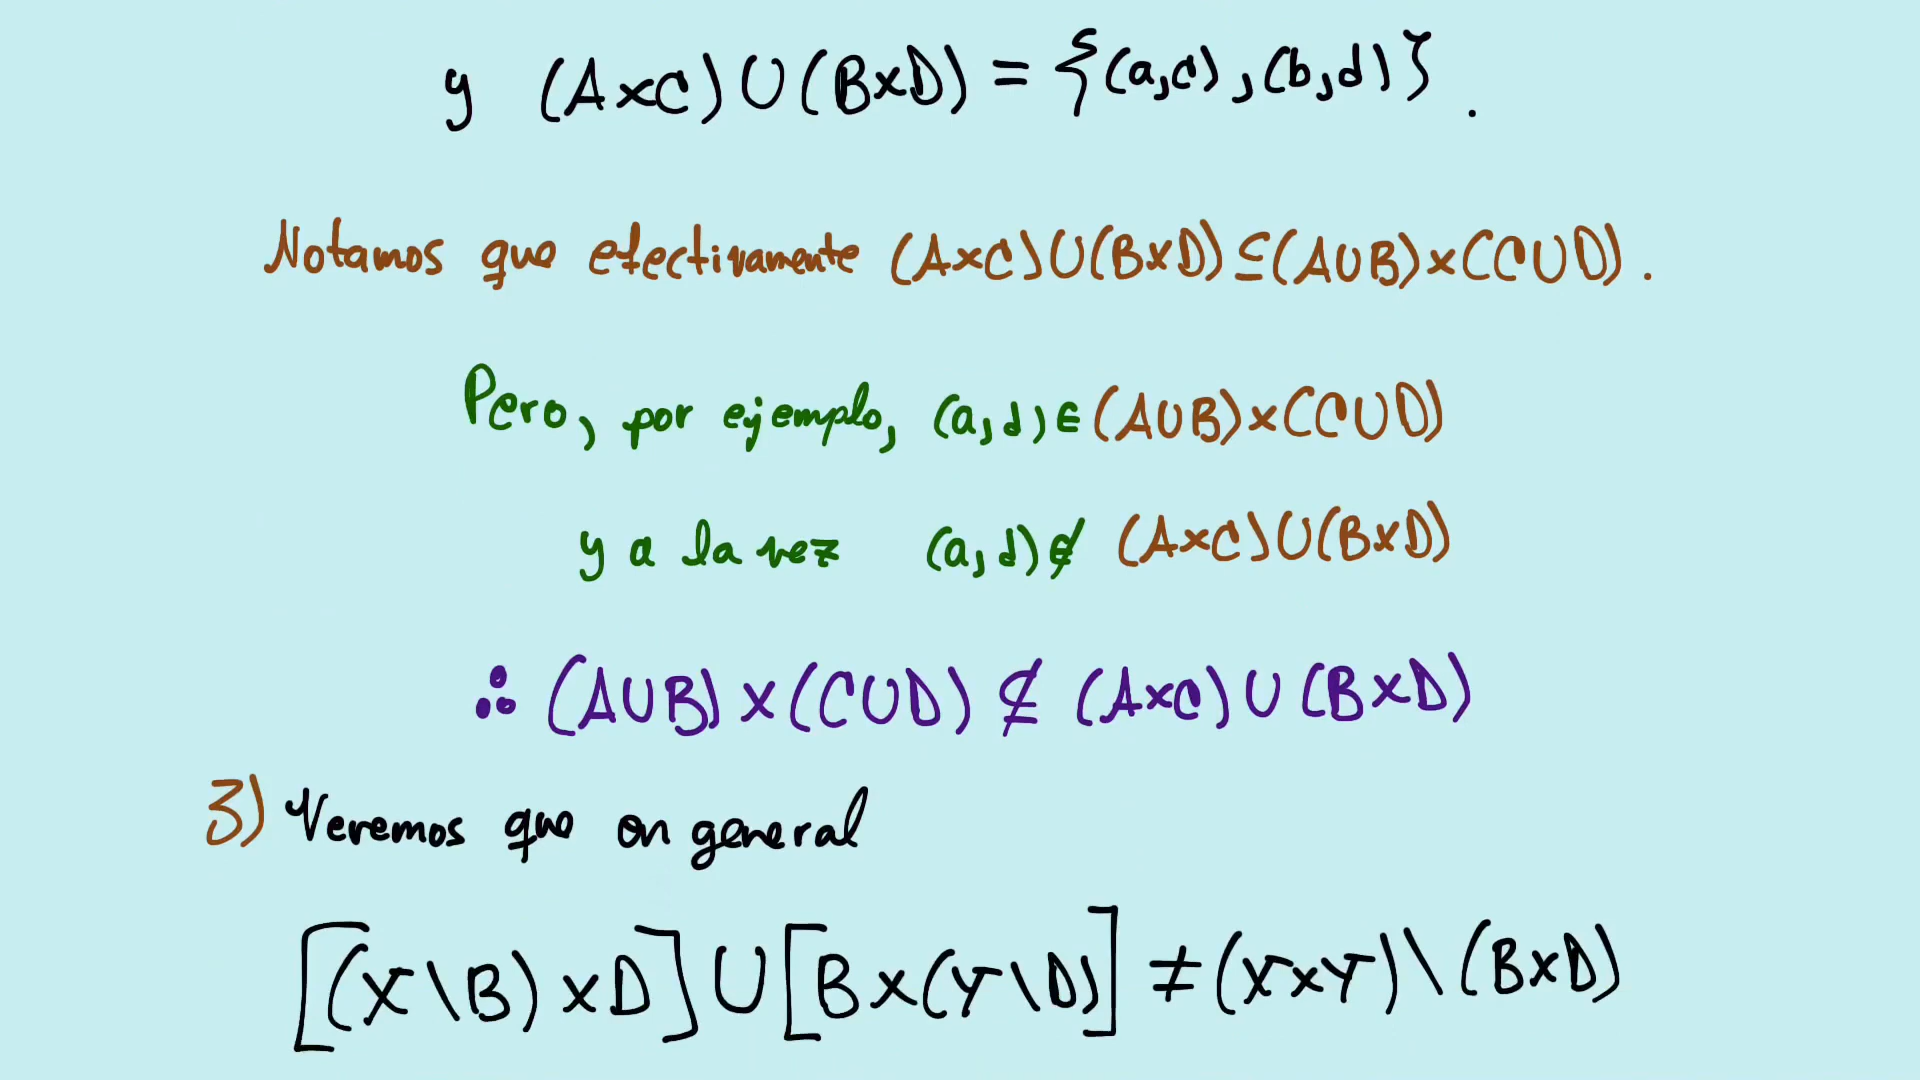 y (A×C)∪(B×D) = {(a,c), (b,d)}.
Notamos que efectivamente (A×C)∪(B×D)⊆(A∪B)×(C∪D).
Pero, por ejemplo, (a,d)∈(A∪B)×(C∪D)
y a la vez (a,d)∉ (A×C)∪(B×D)
∴ (A∪B)×(C∪D) ⊈ (A×C)∪(B×D)
3) Veremos que en general
[(X\B)×D]∪[B×(Y\D)] ≠ (X×Y)\(B×D)